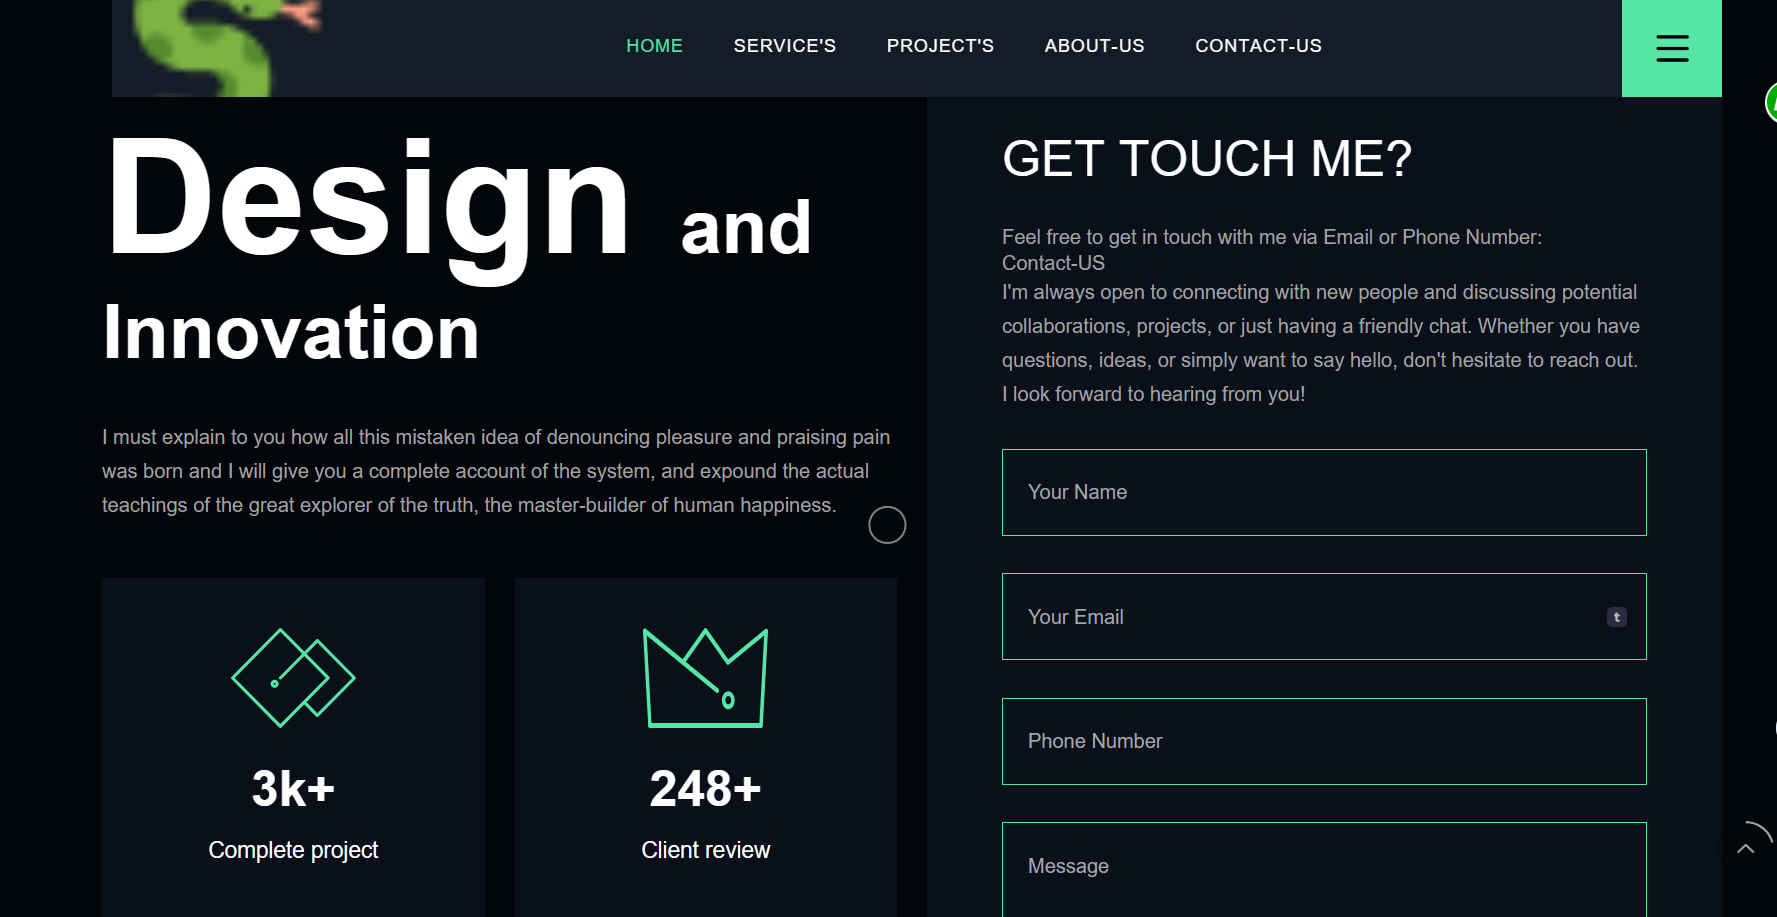 HOME SERVICE'S PROJECT'S ABOUT-US CONTACT-US
Design and
Innovation
I must explain to you how all this mistaken idea of denouncing pleasure and praising pain
was born and I will give you a complete account of the system, and expound the actual
teachings of the great explorer of the truth, the master-builder of human happiness.
3k+
Complete project
248+
Client review
GET TOUCH ME?
Feel free to get in touch with me via Email or Phone Number:
Contact-US
I'm always open to connecting with new people and discussing potential
collaborations, projects, or just having a friendly chat. Whether you have
questions, ideas, or simply want to say hello, don't hesitate to reach out.
I look forward to hearing from you!
Your Name
Your Email
t
Phone Number
Message